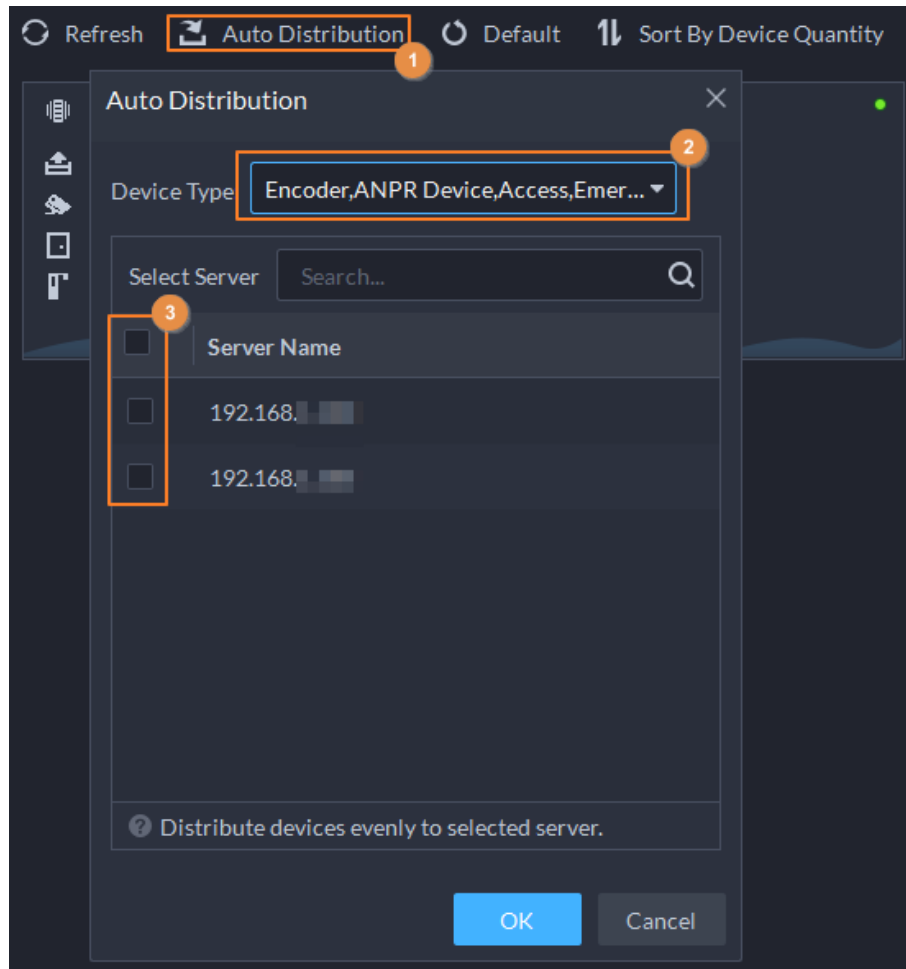 Refresh Auto Distribution Default Sort By Device Quantity
1
Auto Distribution
2
Device Type Encoder,ANPR Device,Access,Emer...
Select Server Search...
3
Server Name
192.168.
192.168.
Distribute devices evenly to selected server.
OK Cancel